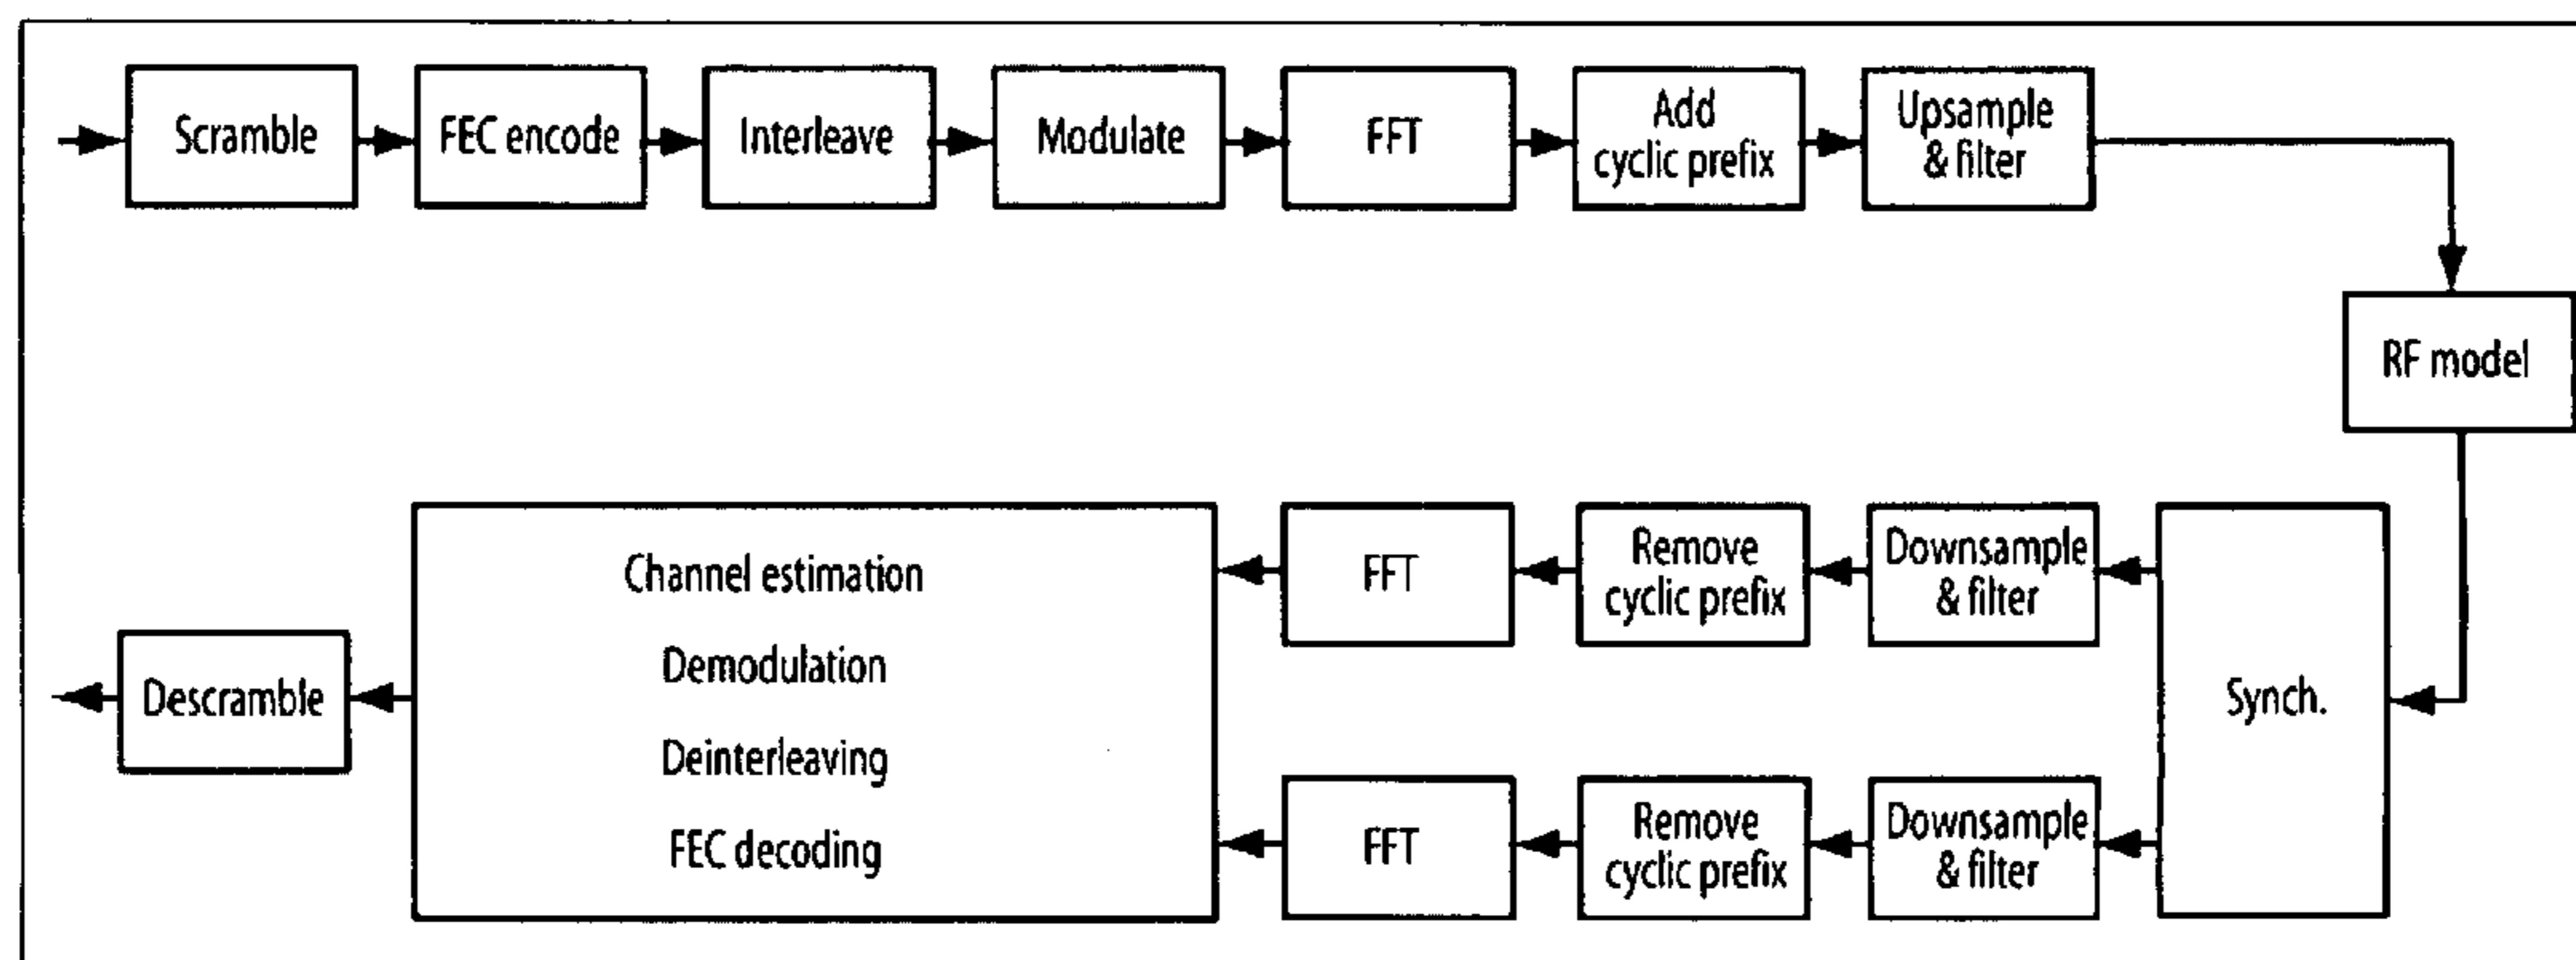 Scramble
FEC encode
Interleave
Modulate
FFT
Add
cyclic prefix
Upsample
& filter
RF model
Channel estimation
Demodulation
Deinterleaving
FEC decoding
FFT
Remove
cyclic prefix
Downsample
& filter
Synch.
Descramble
FFT
Remove
cyclic prefix
Downsample
& filter